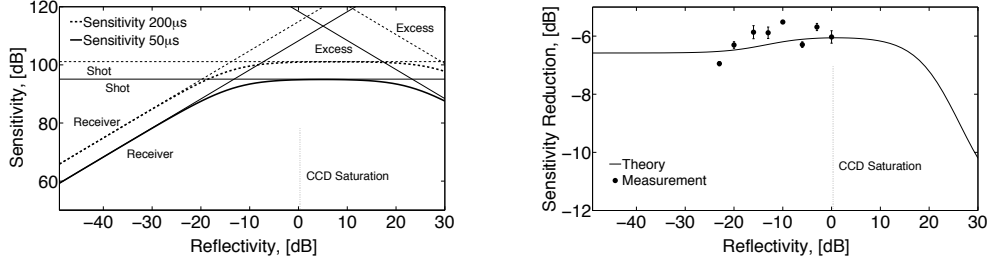 120
100
80
60
Sensitivity, [dB]
Sensitivity 200μs
Sensitivity 50μs
Excess
Excess
Shot
Shot
Receiver
Receiver
CCD Saturation
−40 −30 −20 −10 0 10 20 30
Reflectivity, [dB]
−6
−8
−10
−12
Sensitivity Reduction, [dB]
Theory
Measurement
CCD Saturation
−40 −30 −20 −10 0 10 20 30
Reflectivity, [dB]